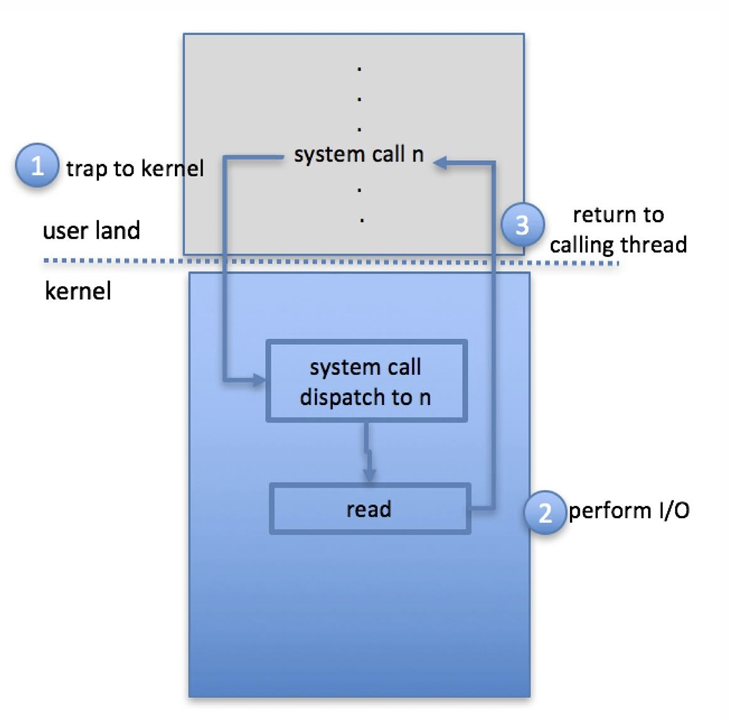 system call n
1
trap to kernel
3
return to
calling thread
user land
kernel
system call
dispatch to n
read
2
perform I/O